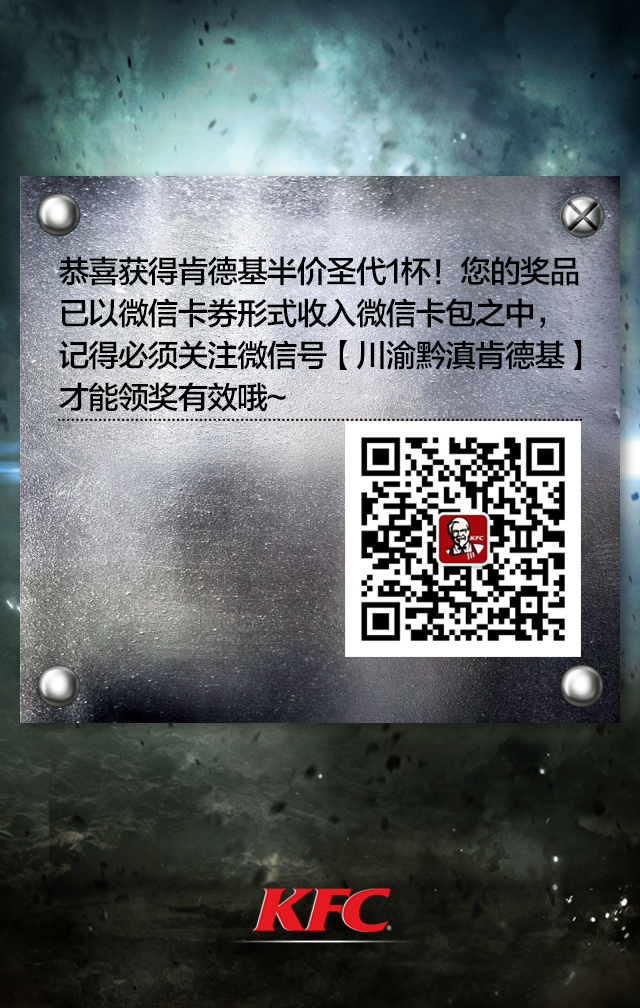 恭喜获得肯德基半价圣代1杯！您的奖品
已以微信卡券形式收入微信卡包之中，
记得必须关注微信号【川渝黔滇肯德基】
才能领奖有效哦~
KFC
KFC